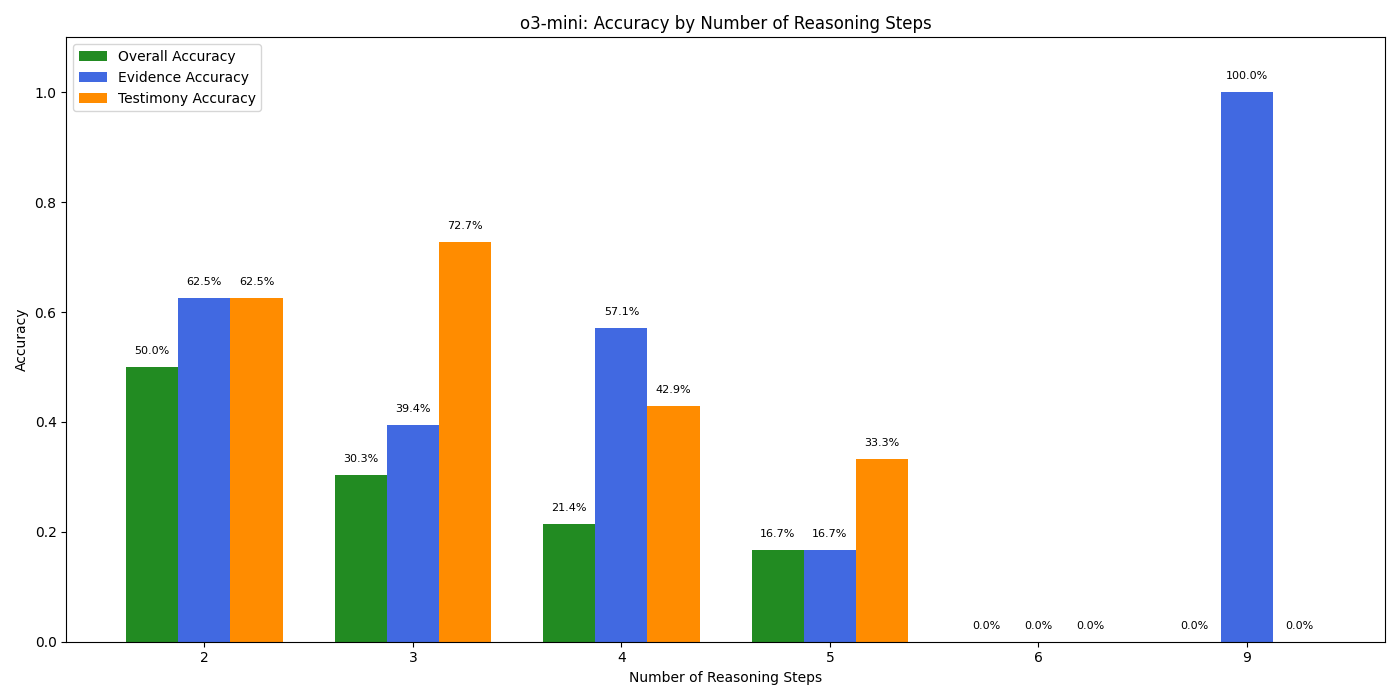 o3-mini: Accuracy by Number of Reasoning Steps
Overall Accuracy
Evidence Accuracy
Testimony Accuracy
Accuracy
1.0
0.8
0.6
0.4
0.2
0.0
50.0% 62.5% 62.5%
30.3% 39.4% 72.7%
21.4% 57.1% 42.9%
16.7% 16.7% 33.3%
0.0% 0.0% 0.0%
0.0% 100.0% 0.0%
2 3 4 5 6 9
Number of Reasoning Steps